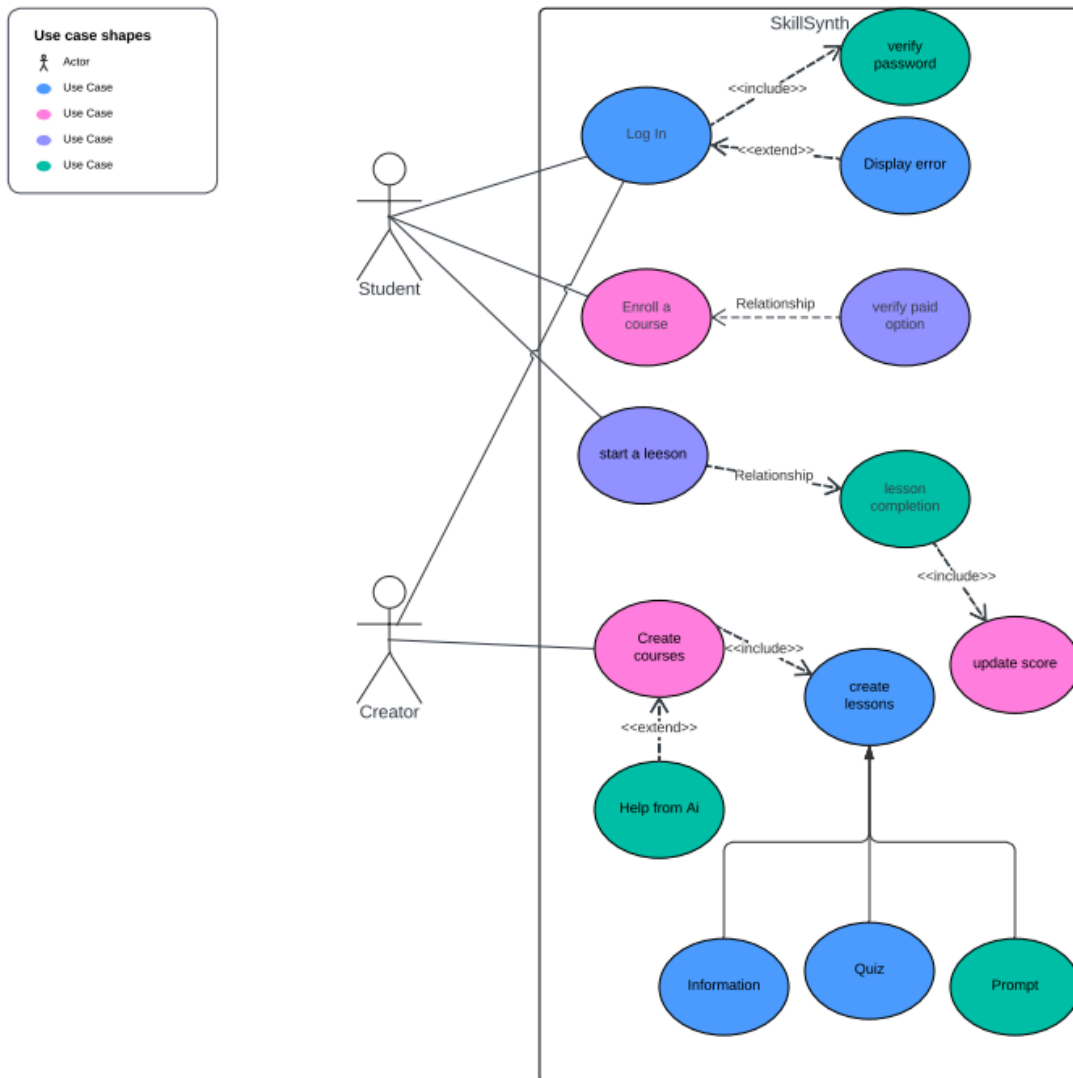 Use case shapes
Actor
Use Case
Use Case
Use Case
Use Case
SkillSynth
verify
password
<<include>>
Log In
<<extend>>
Display error
Student
Enroll a
course
Relationship
verify paid
option
start a leeson
Relationship
lesson
completion
<<include>>
Create
courses
<<include>>
update score
create
lessons
Creator
<<extend>>
Help from Ai
Information
Quiz
Prompt